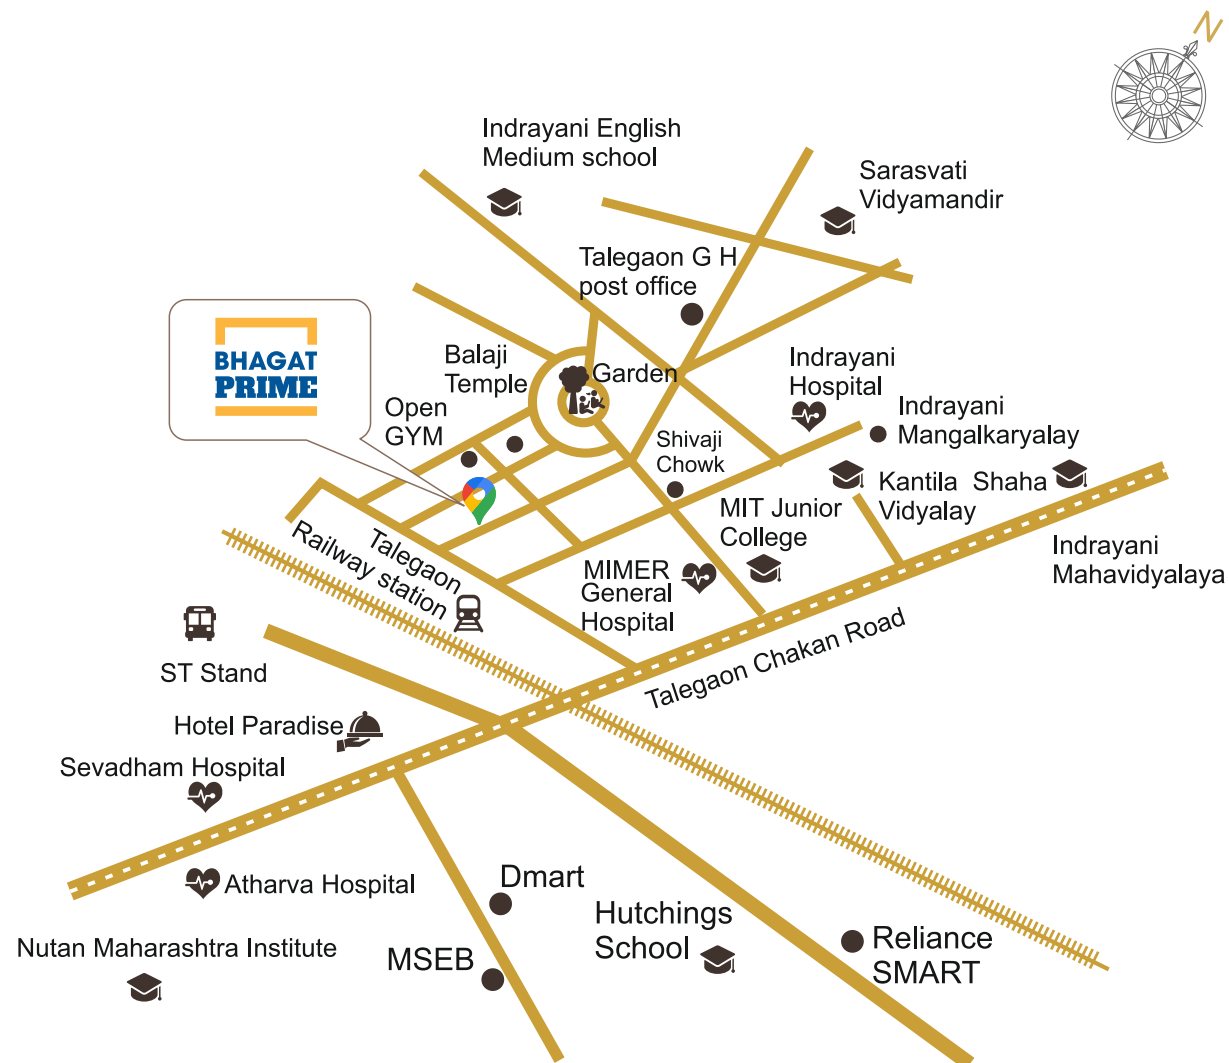 N
Indrayani English
Medium school
Sarasvati
Vidyamandir
Talegaon G H
post office
BHAGAT
PRIME
Balaji
Temple
Garden
Indrayani
Hospital
Open
GYM
Indrayani
Mangalkaryalay
Shivaji
Chowk
Kantila Shaha
Vidyalay
MIT Junior
College
Talegaon
Railway station
Indrayani
Mahavidyalaya
MIMER
General
Hospital
Talegaon Chakan Road
ST Stand
Hotel Paradise
Sevadham Hospital
Atharva Hospital
Dmart
Hutchings
School
Reliance
SMART
Nutan Maharashtra Institute
MSEB